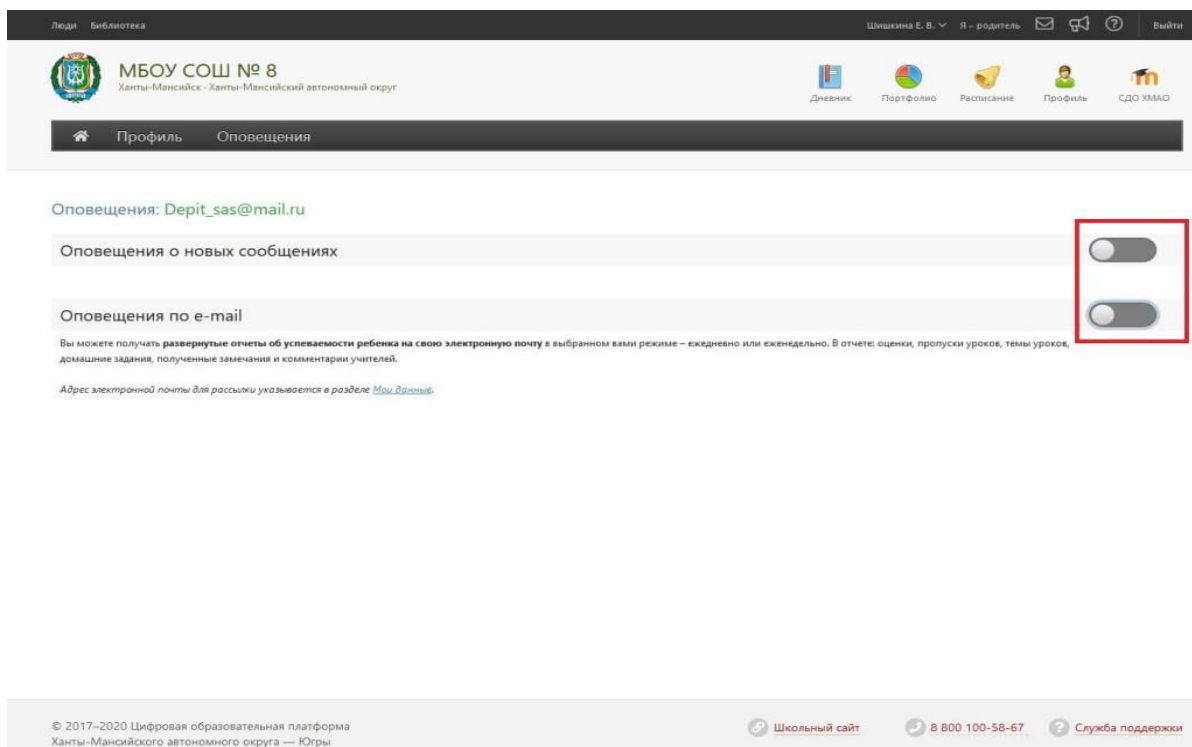 Люди Библиотека Шишкина Е. В. Я – родитель Выйти
МБОУ СОШ № 8
Ханты-Мансийск · Ханты-Мансийский автономный округ
Дневник Портфолио Расписание Профиль СДО ХМАО
Профиль Оповещения
Оповещения: Depit_sas@mail.ru
Оповещения о новых сообщениях
Оповещения по e-mail
Вы можете получать развернутые отчеты об успеваемости ребенка на свою электронную почту в выбранном вами режиме – ежедневно или еженедельно. В отчете: оценки, пропуски уроков, темы уроков,
домашние задания, полученные замечания и комментарии учителей.
Адрес электронной почты для рассылки указывается в разделе Мои данные.
© 2017–2020 Цифровая образовательная платформа
Ханты-Мансийского автономного округа — Югры
Школьный сайт 8 800 100-58-67 Служба поддержки